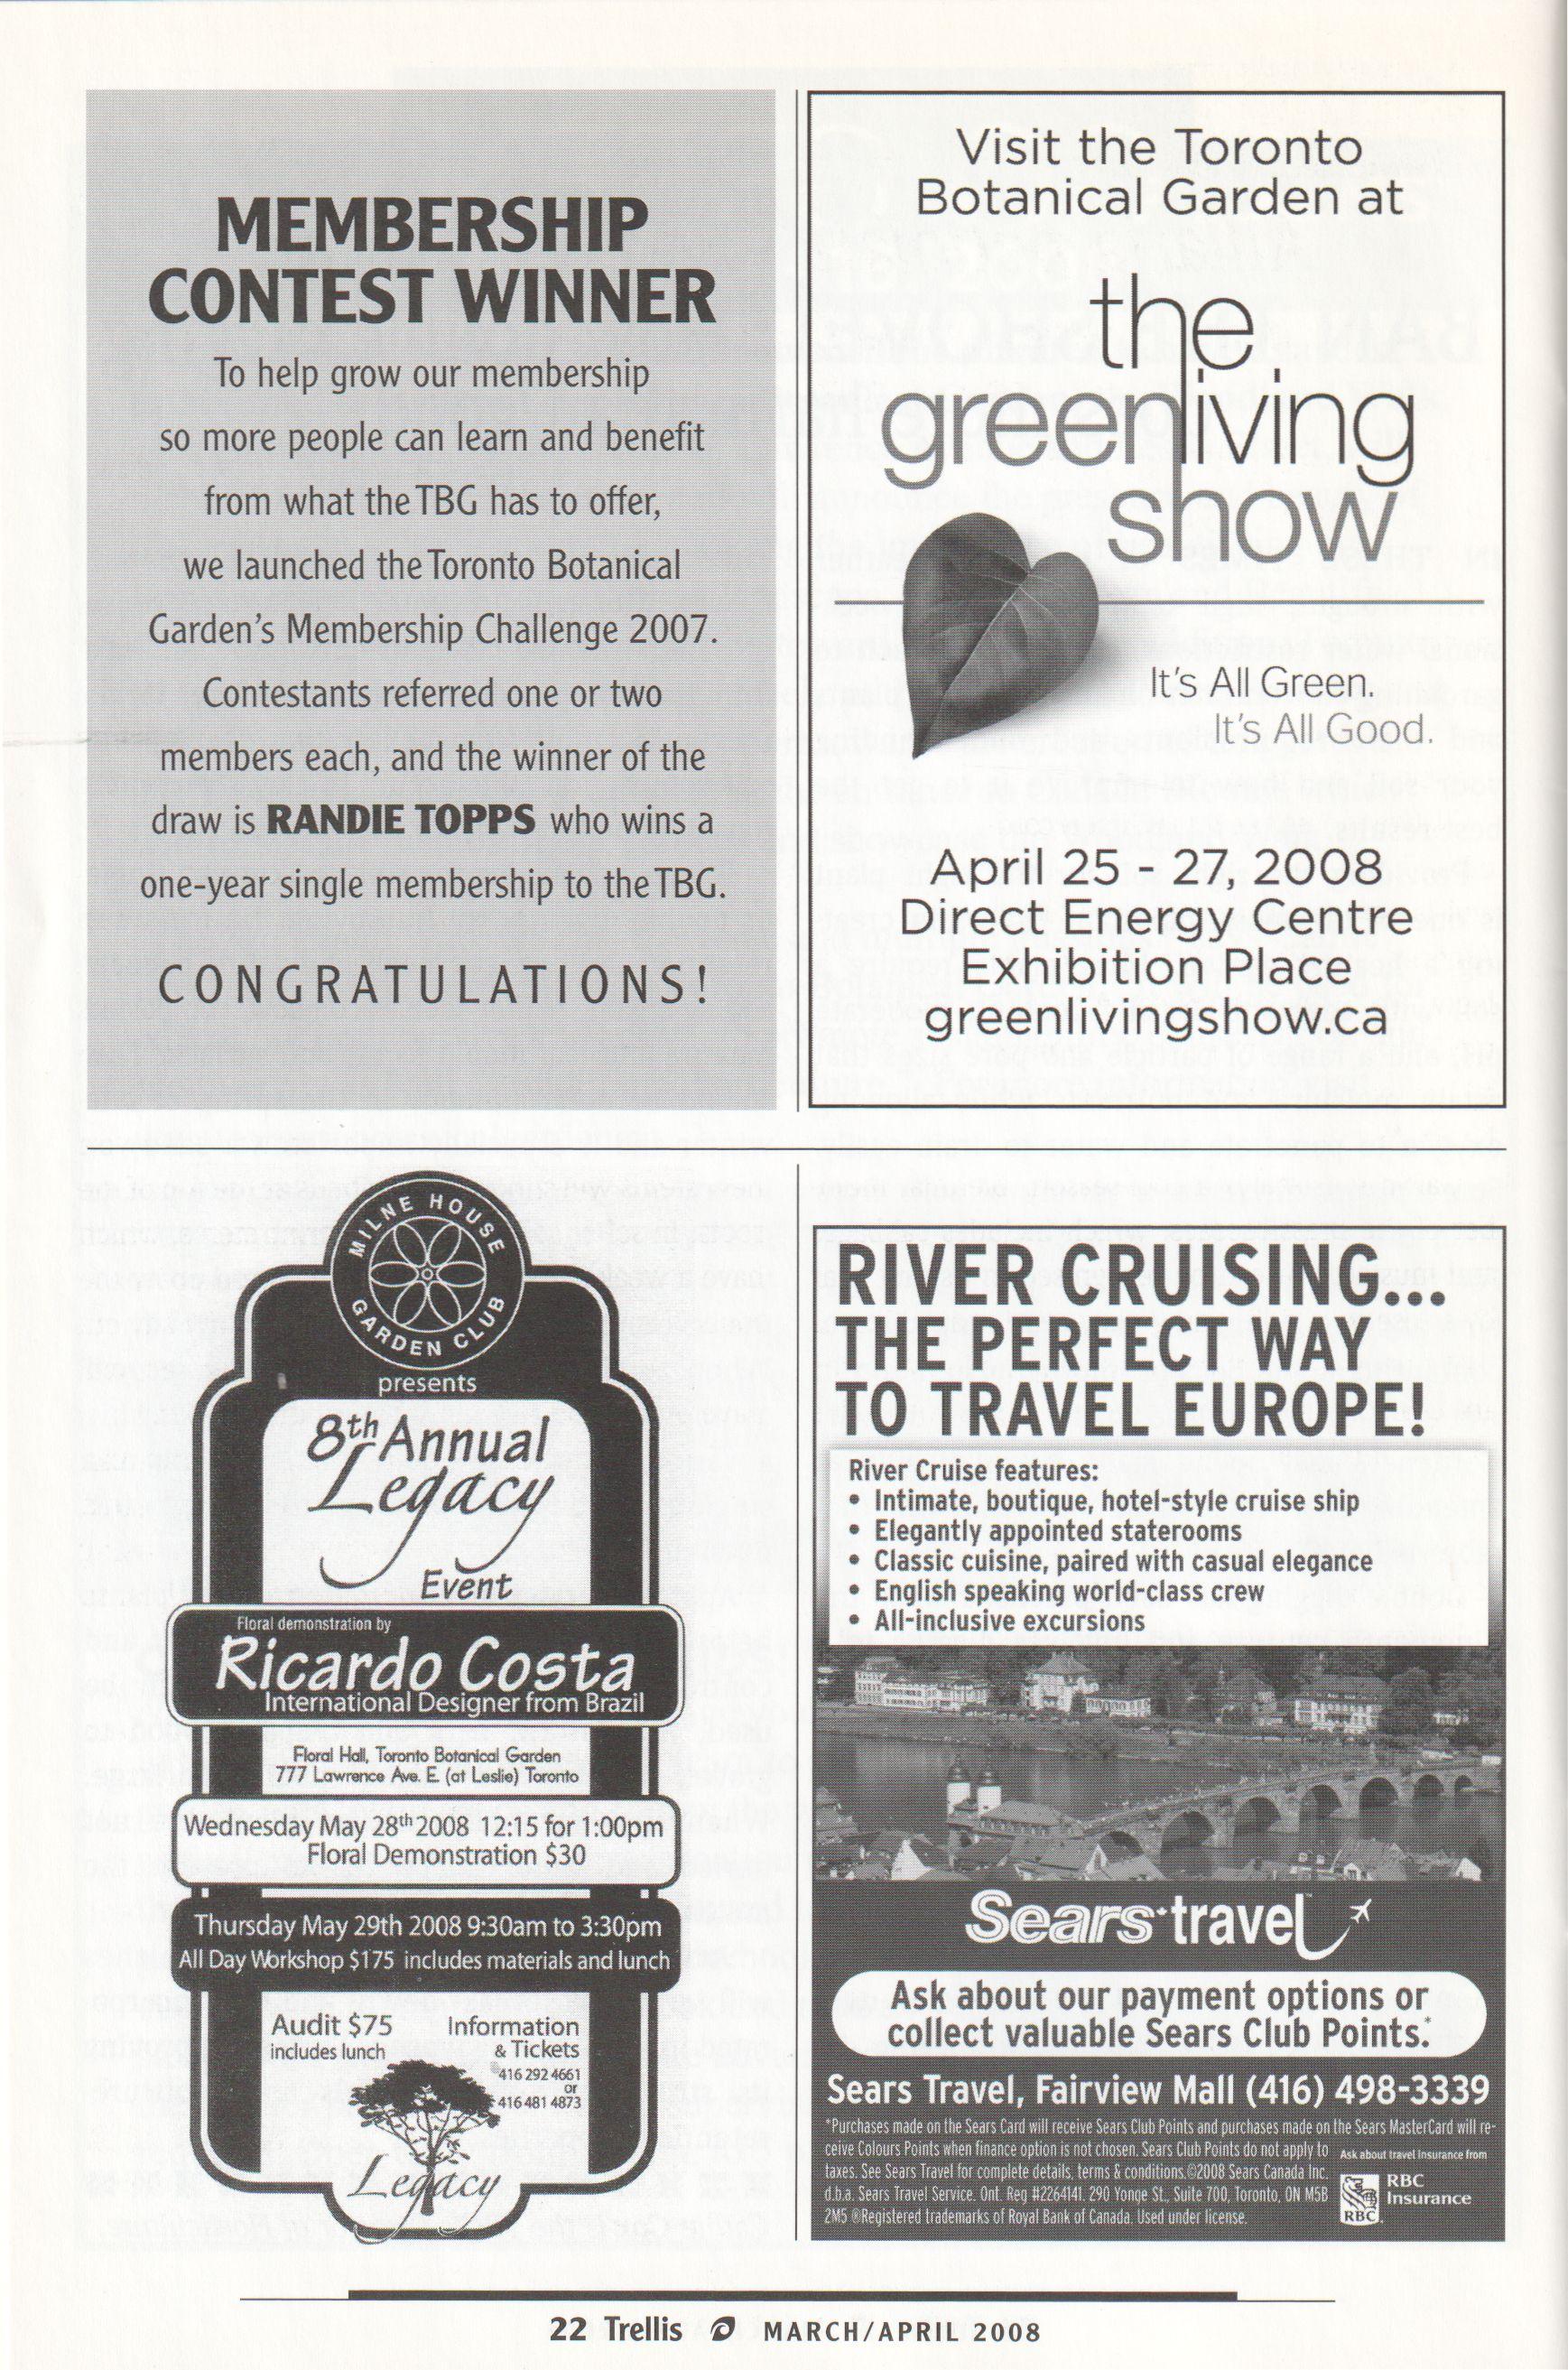 MEMBERSHIP
CONTEST WINNER
To help grow our membership
so more people can learn and benefit
from what the TBG has to offer,
we launched the Toronto Botanical
Garden's Membership Challenge 2007.
Contestants referred one or two
members each, and the winner of the
draw is RANDIE TOPPS who wins a
one-year single membership to the TBG.
CONGRATULATIONS!
Visit the Toronto
Botanical Garden at
the
greenliving
show
It's All Green.
It's All Good.
April 25 - 27, 2008
Direct Energy Centre
Exhibition Place
greenlivingshow.ca
MILNE HOUSE
GARDEN CLUB
presents
8th Annual
Legacy
Event
Floral demonstration by
Ricardo Costa
International Designer from Brazil
Floral Hall, Toronto Botanical Garden
777 Lawrence Ave. E. (at Leslie) Toronto
Wednesday May 28th 2008 12:15 for 1:00pm
Floral Demonstration $30
Thursday May 29th 2008 9:30am to 3:30pm
All Day Workshop $175 includes materials and lunch
Audit $75
includes lunch
Information
& Tickets
416 292 4661
or
416 481 4873
Legacy
RIVER CRUISING...
THE PERFECT WAY
TO TRAVEL EUROPE!
River Cruise features:
• Intimate, boutique, hotel-style cruise ship
• Elegantly appointed staterooms
• Classic cuisine, paired with casual elegance
• English speaking world-class crew
• All-inclusive excursions
Sears travel™
Ask about our payment options or
collect valuable Sears Club Points.*
Sears Travel, Fairview Mall (416) 498-3339
*Purchases made on the Sears Card will receive Sears Club Points and purchases made on the Sears MasterCard will re-
ceive Colours Points when finance option is not chosen. Sears Club Points do not apply to
taxes. See Sears Travel for complete details, terms & conditions.©2008 Sears Canada Inc.
d.b.a. Sears Travel Service. Ont. Reg #2264141. 290 Yonge St., Suite 700, Toronto, ON M5B
2M5 ®Registered trademarks of Royal Bank of Canada. Used under license.
Ask about travel insurance from
RBC
Insurance
RBC
22 Trellis MARCH/APRIL 2008